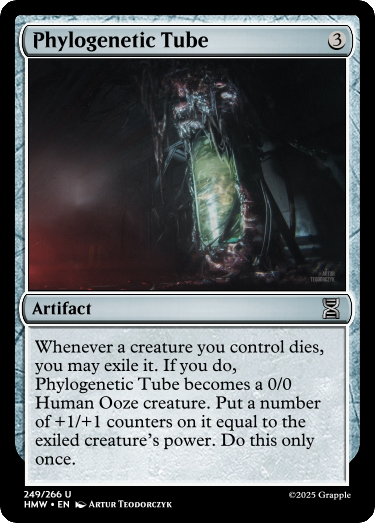 Phylogenetic Tube 3
ARTUR
TEODORCZYK
Artifact
Whenever a creature you control dies,
you may exile it. If you do,
Phylogenetic Tube becomes a 0/0
Human Ooze creature. Put a number
of +1/+1 counters on it equal to the
exiled creature's power. Do this only
once.
249/266 U
HMW • EN Artur Teodorczyk
©2025 Grapple